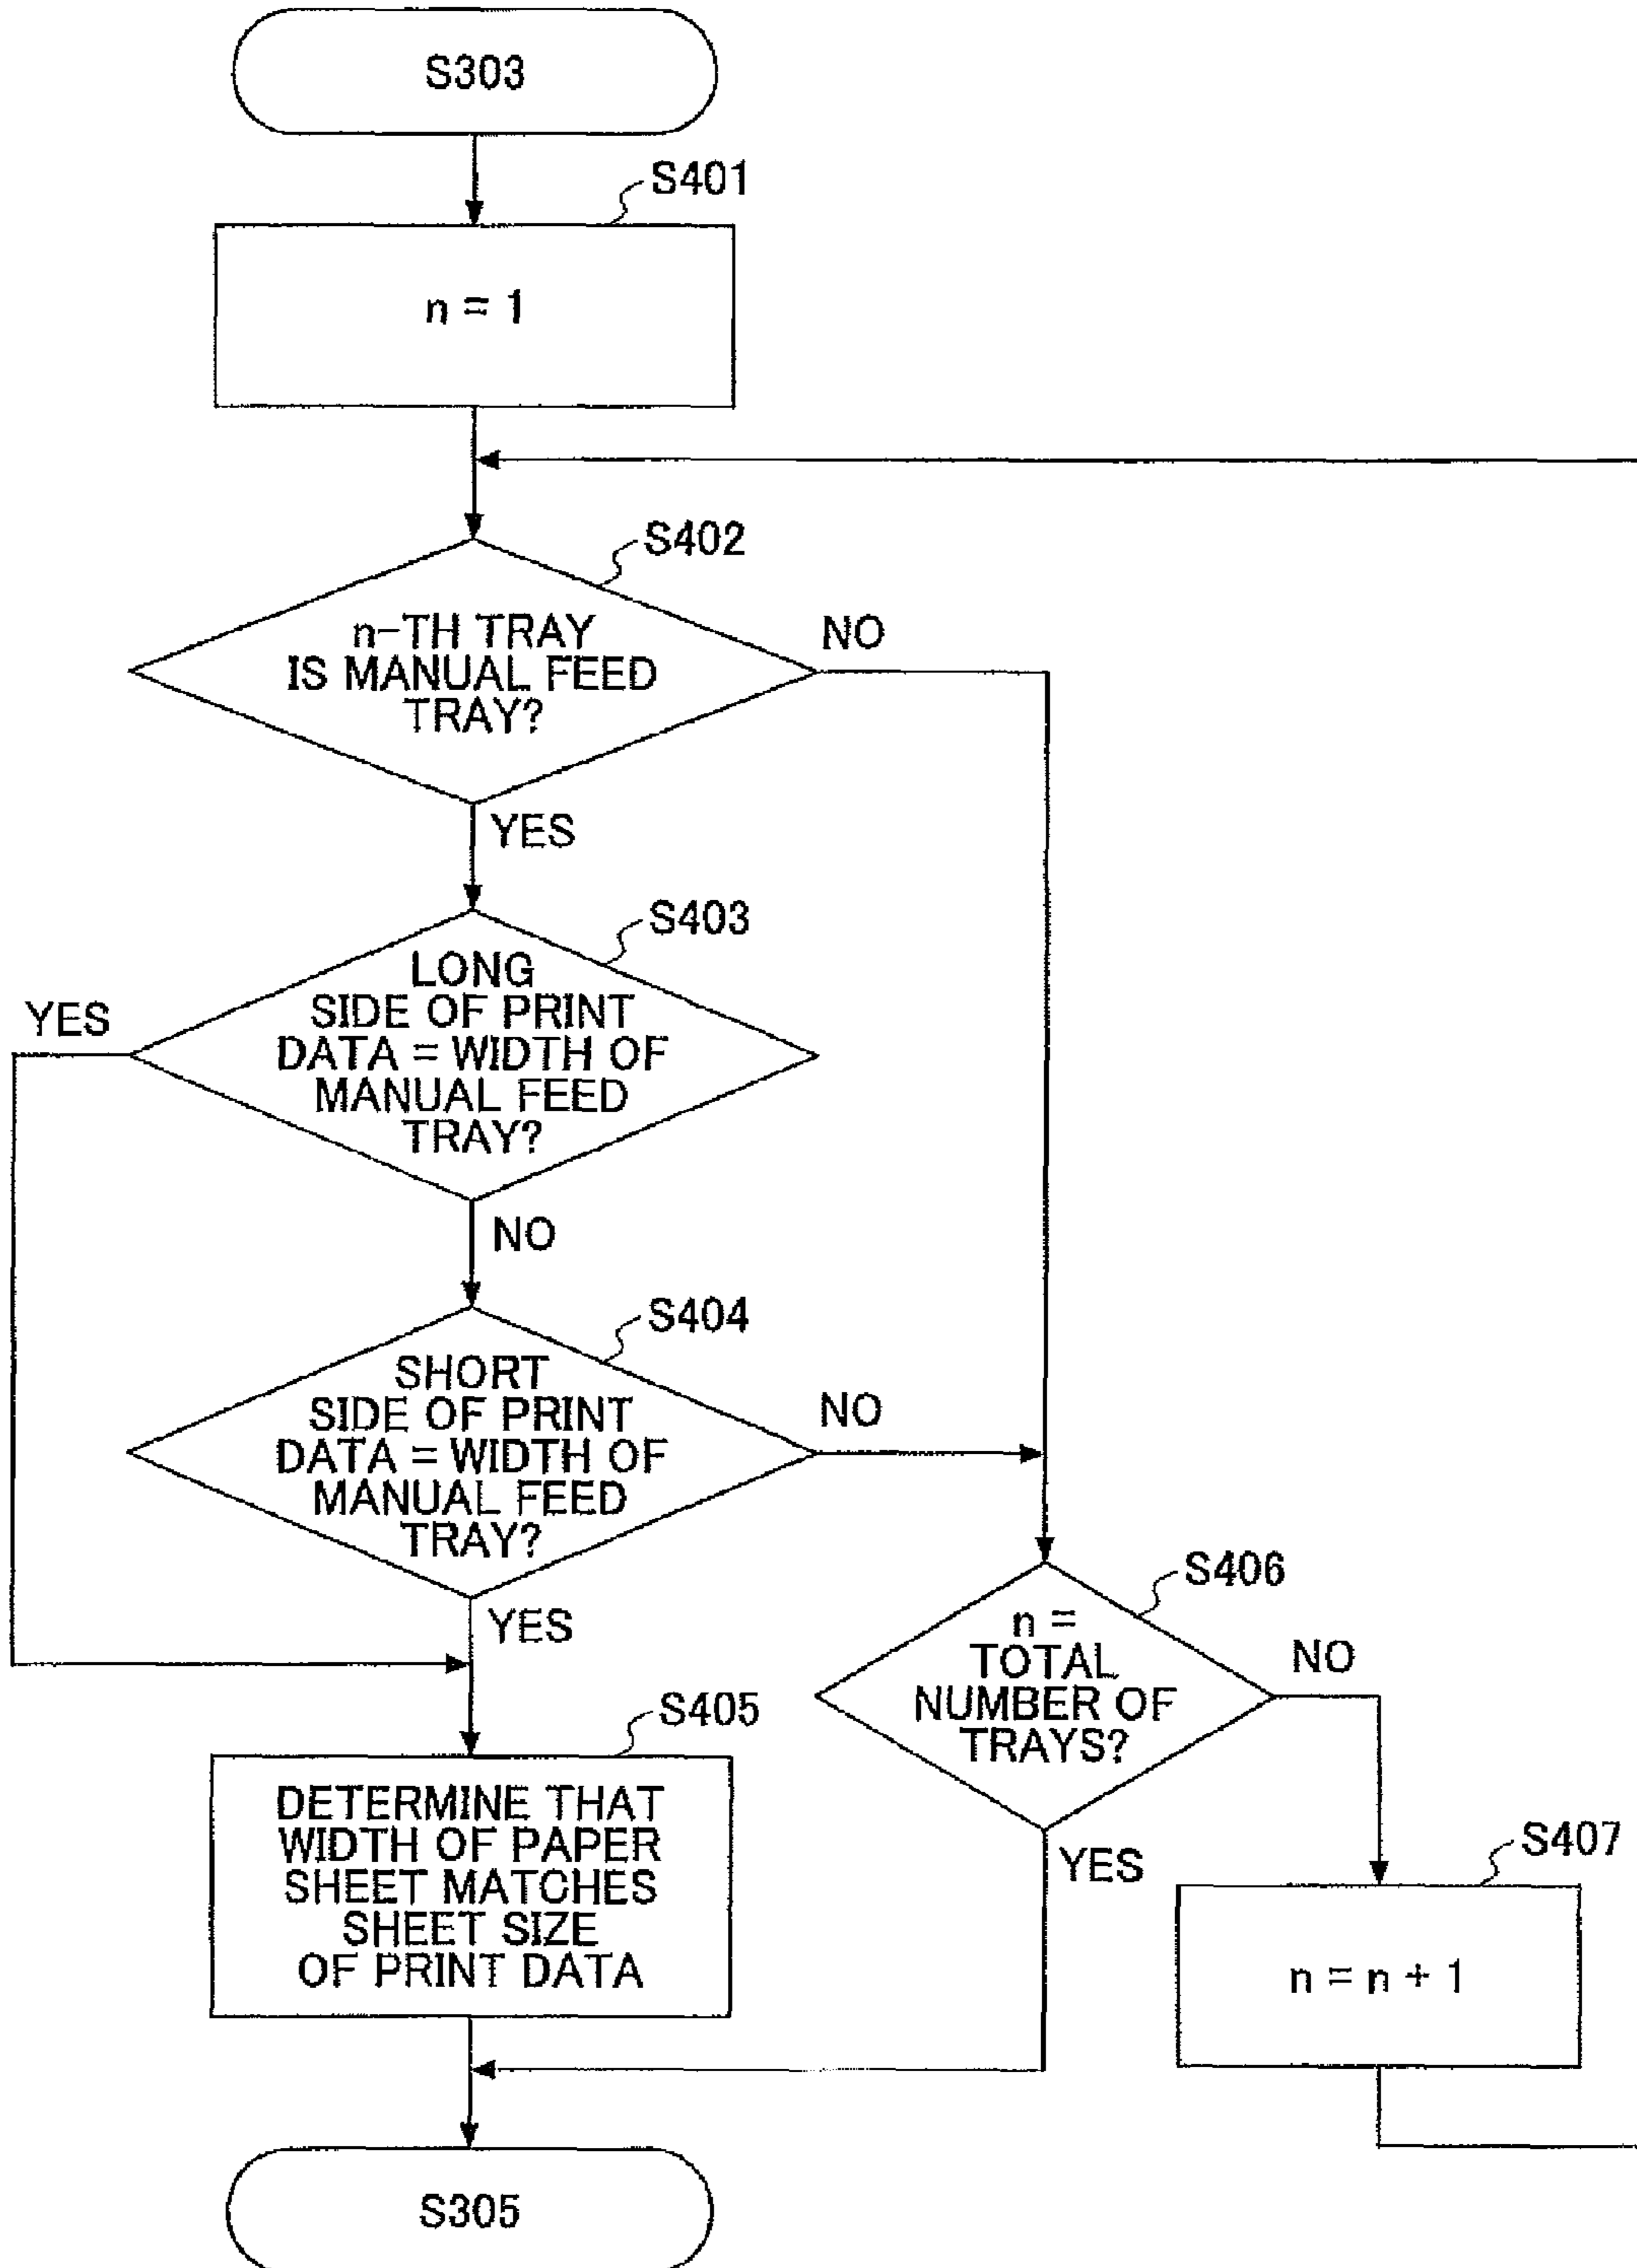 S303
S401
n = 1
S402
n-TH TRAY
IS MANUAL FEED
TRAY?
NO
YES
S403
LONG
SIDE OF PRINT
DATA = WIDTH OF
MANUAL FEED
TRAY?
YES
NO
S404
SHORT
SIDE OF PRINT
DATA = WIDTH OF
MANUAL FEED
TRAY?
NO
YES
S406
n =
TOTAL
NUMBER OF
TRAYS?
NO
YES
S405
DETERMINE THAT
WIDTH OF PAPER
SHEET MATCHES
SHEET SIZE
OF PRINT DATA
S407
n = n + 1
S305